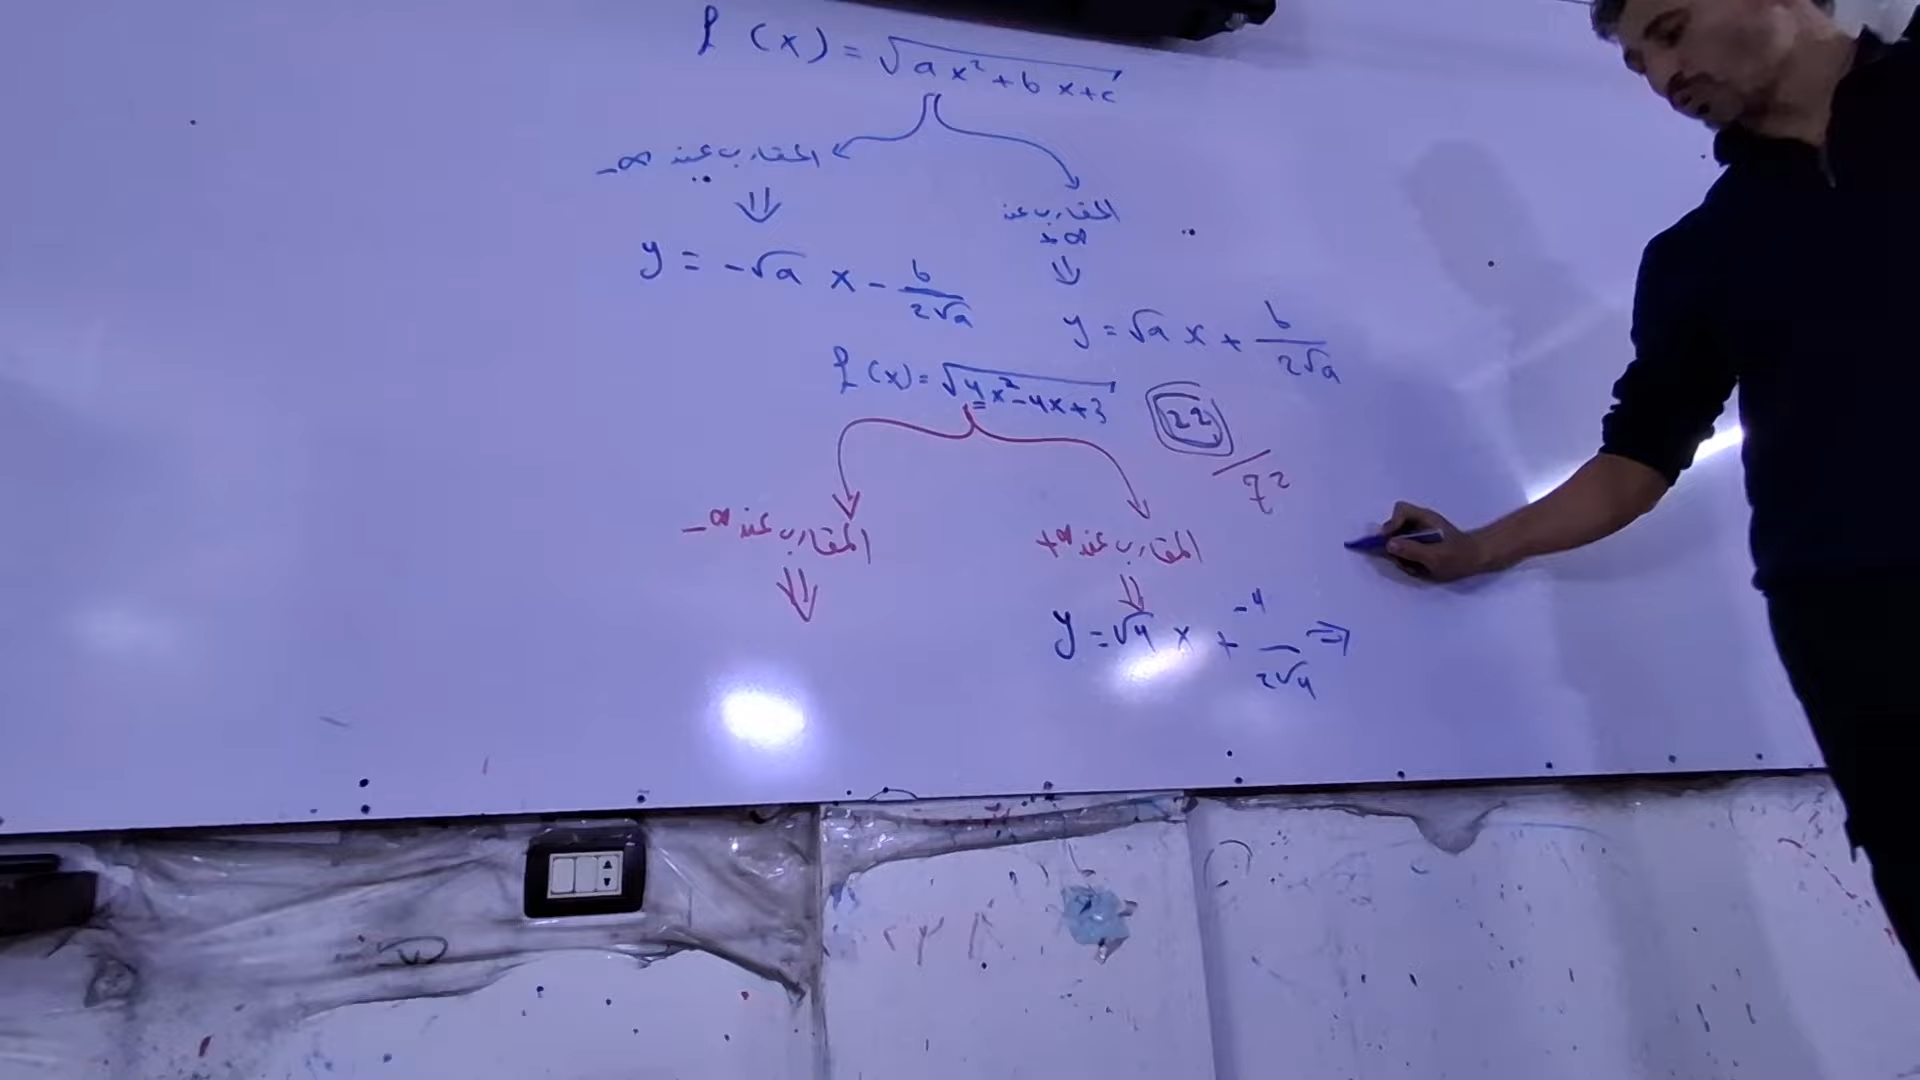 f (x) = √ax² + b x + c
المقارب عند -∞
المقارب عند
+∞
y = -√a x - b/2√a
y = √a x + b/2√a
f (x) = √4x² - 4x + 3
22 / 72
المقارب عند -∞
المقارب عند +∞
y = √4 x + -4/2√4 ⇒